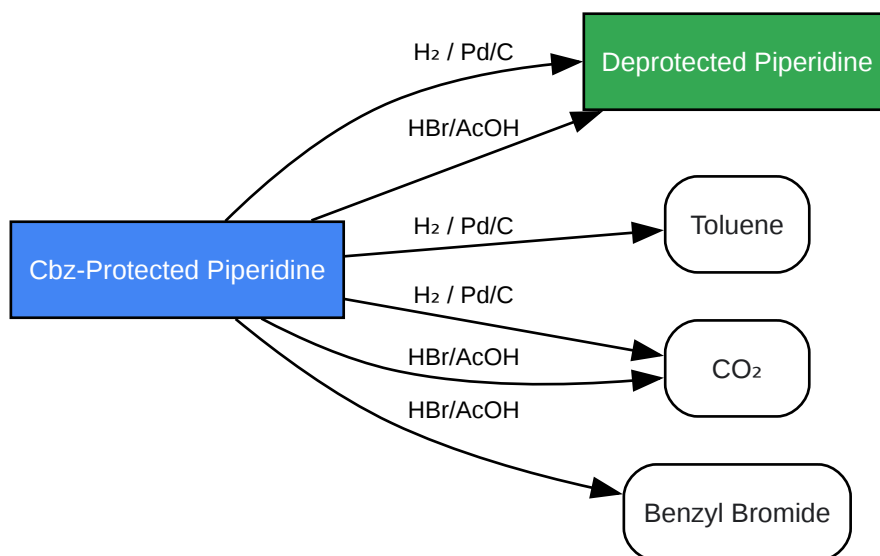 H₂ / Pd/C
Deprotected Piperidine
HBr/AcOH
H₂ / Pd/C
Toluene
Cbz-Protected Piperidine
H₂ / Pd/C
HBr/AcOH
CO₂
HBr/AcOH
Benzyl Bromide